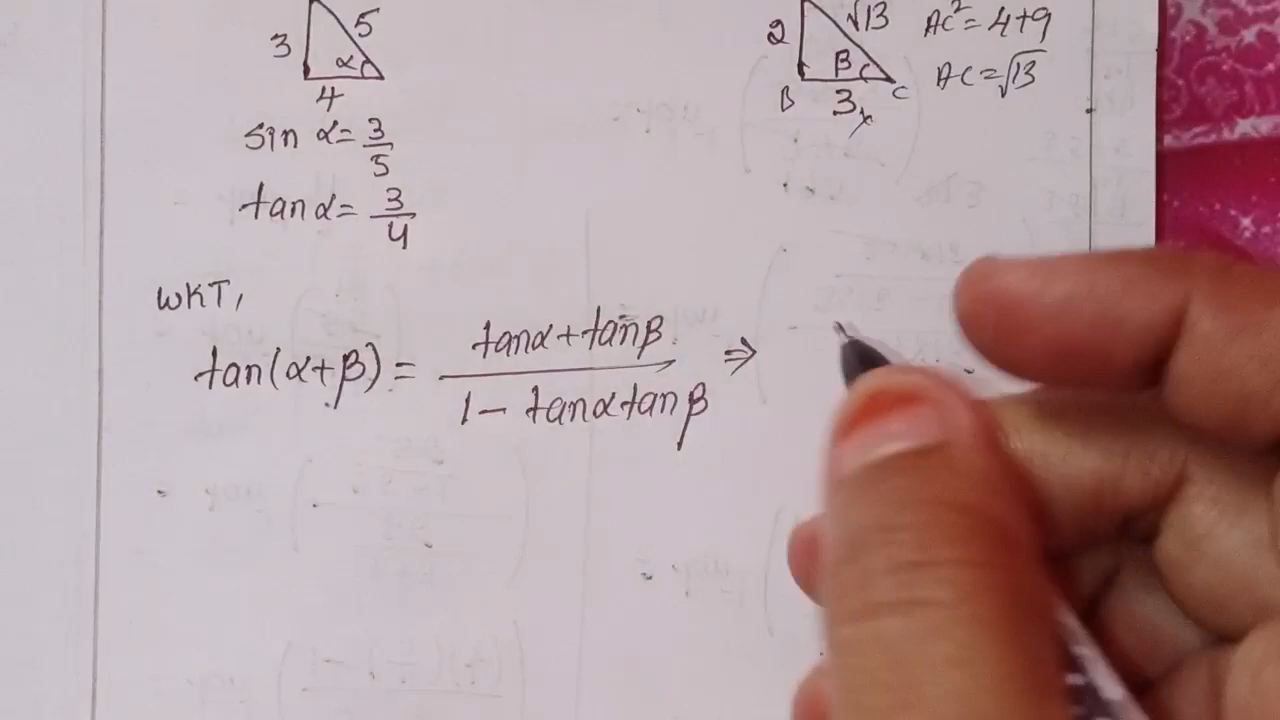 3 5 α 4
2 √13 β B 3 C
AC² = 4+9
AC = √13
sin α = 3/5
tan α = 3/4
WKT,
tan(α+β) = tanα + tanβ / 1 - tanα tanβ ⇒